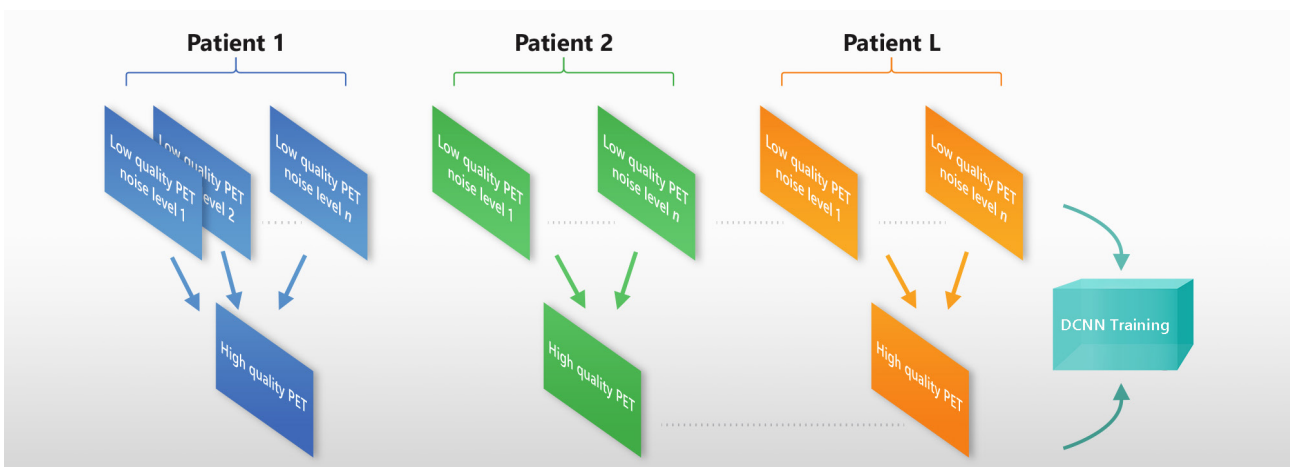 Patient 1
Patient 2
Patient L
Low quality PET
noise level 1
Low quality PET
level 2
Low quality PET
noise level n
Low quality PET
noise level 1
Low quality PET
noise level n
Low quality PET
noise level 1
Low quality PET
noise level n
DCNN Training
High quality PET
High quality PET
High quality PET